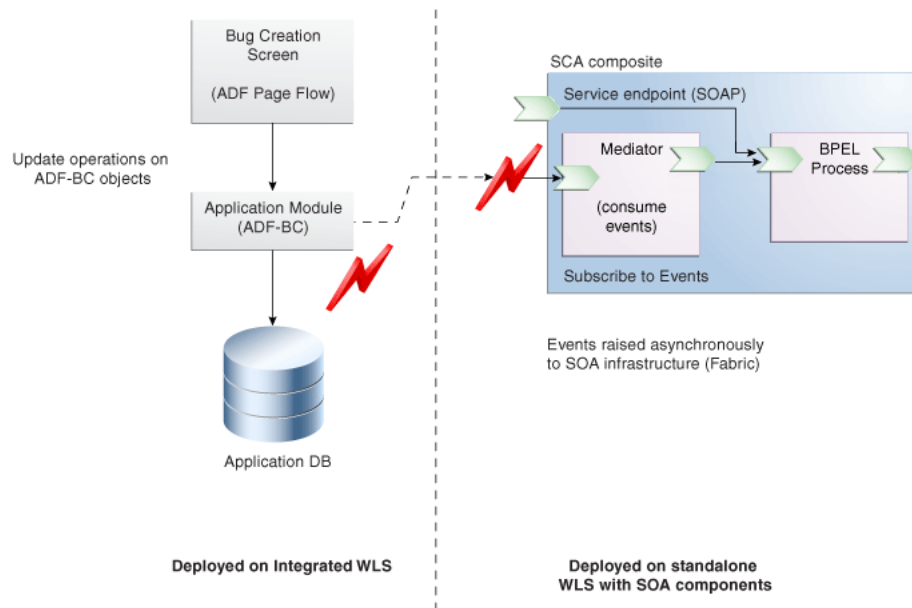 Bug Creation
Screen
(ADF Page Flow)
Update operations on
ADF-BC objects
Application Module
(ADF-BC)
Application DB
Deployed on Integrated WLS
SCA composite
Service endpoint (SOAP)
Mediator
(consume
events)
BPEL
Process
Subscribe to Events
Events raised asynchronously
to SOA infrastructure (Fabric)
Deployed on standalone
WLS with SOA components